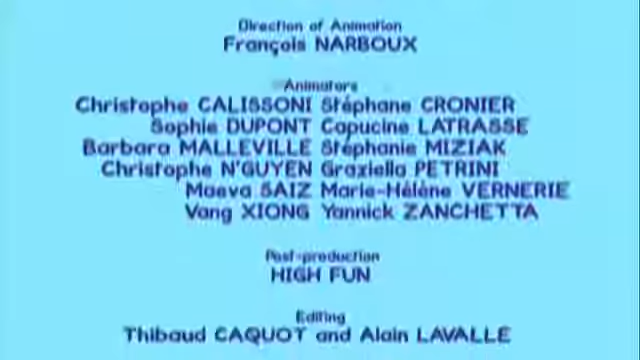 Direction of Animation
François NARBOUX
Animators
Christophe CALISSONI Stéphane CRONIER
Sophie DUPONT Capucine LATRASSE
Barbara MALLEVILLE Stéphanie MIZIAK
Christophe N'GUYEN Graziella PETRINI
Maeva SAIZ Marie-Hélène VERNERIE
Vang XIONG Yannick ZANCHETTA
Post-production
HIGH FUN
Editing
Thibaud CAQUOT and Alain LAVALLE